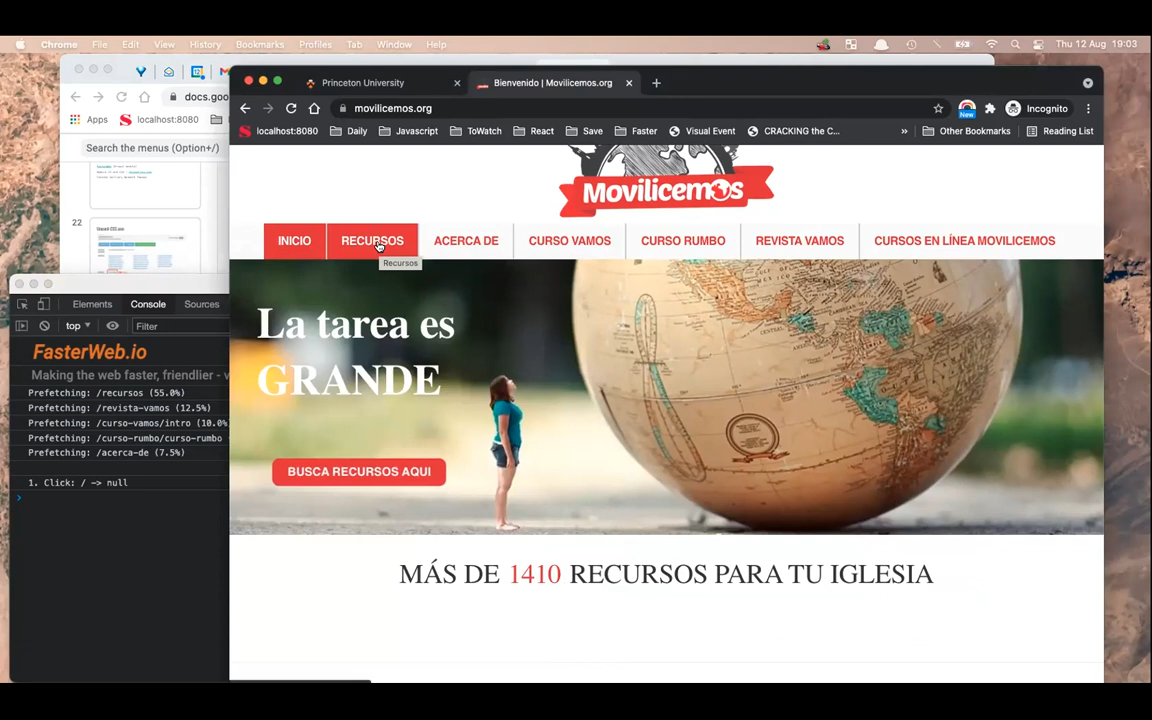 Chrome File Edit View History Bookmarks Profiles Tab Window Help Thu 12 Aug 19:03
Princeton University
Bienvenido | Movilicemos.org
docs.goo
movilicemos.org
New
Incognito
Apps localhost:8080
localhost:8080 Daily Javascript ToWatch React Save Faster Visual Event CRACKING the C... » Other Bookmarks Reading List
Search the menus (Option+/)
22
Movilicemos
INICIO RECURSOS ACERCA DE CURSO VAMOS CURSO RUMBO REVISTA VAMOS CURSOS EN LÍNEA MOVILICEMOS
Recursos
La tarea es
GRANDE
BUSCA RECURSOS AQUI
MÁS DE 1410 RECURSOS PARA TU IGLESIA
Elements Console Sources
top Filter
FasterWeb.io
Making the web faster, friendlier - 
Prefetching: /recursos (55.0%)
Prefetching: /revista-vamos (12.5%)
Prefetching: /curso-vamos/intro (10.0%
Prefetching: /curso-rumbo/curso-rumbo
Prefetching: /acerca-de (7.5%)
1. Click: / -> null